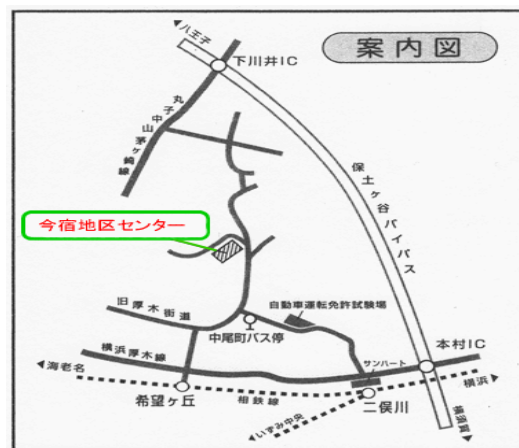 案内図
八王子
下川井IC
丸子中山茅ヶ崎線
保土ヶ谷バイパス
今宿地区センター
旧厚木街道
自動車運転免許試験場
中尾町バス停
横浜厚木線
本村IC
サンハート
海老名
横浜
希望ヶ丘
相鉄線
二俣川
いずみ中央
横須賀